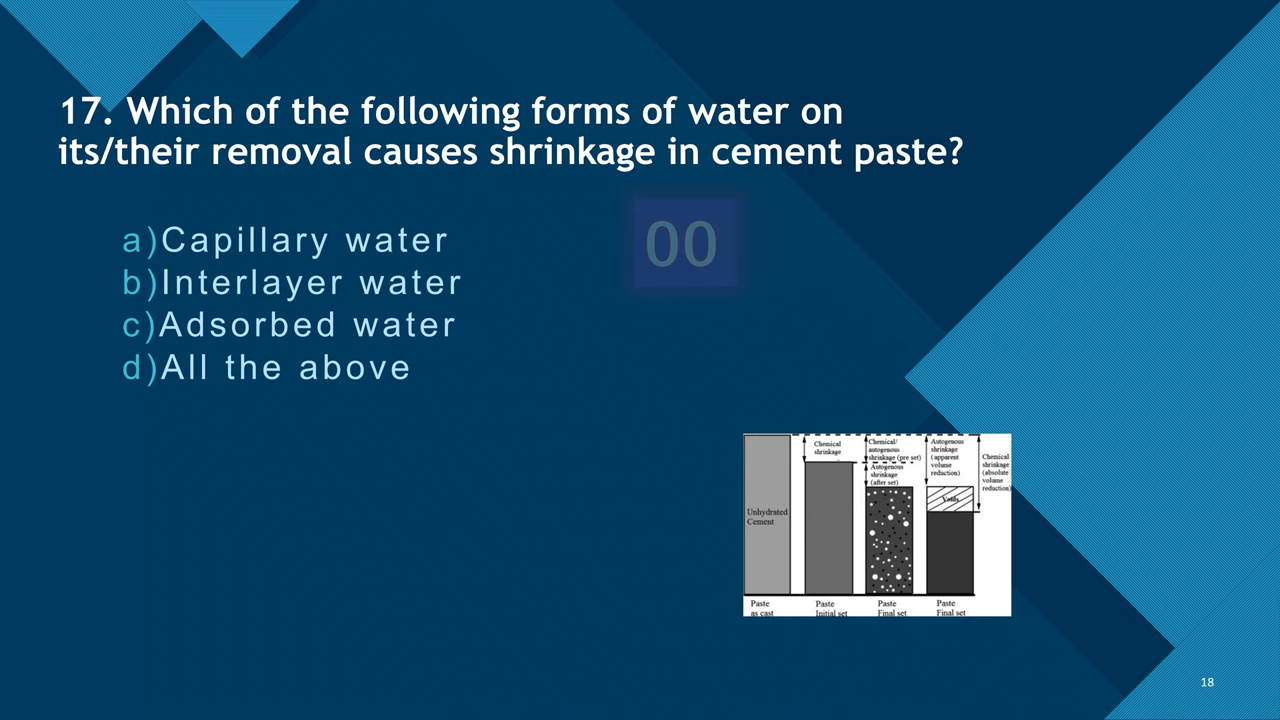 17. Which of the following forms of water on
its/their removal causes shrinkage in cement paste?
00
a)Capillary water
b)Interlayer water
c)Adsorbed water
d)All the above
Chemical
shrinkage
Chemical/
autogenous
shrinkage (pre set)
Autogenous
shrinkage
(after set)
Autogenous
shrinkage
(apparent
volume
reduction)
Chemical
shrinkage
(absolute
volume
reduction)
Voids
Unhydrated
Cement
Paste
as cast
Paste
Initial set
Paste
Final set
Paste
Final set
18